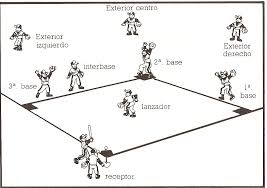 Exterior centro
Exterior
izquierdo
Exterior
derecho
interbase
2ª. base
3ª. base
1ª.
base
lanzador
receptor